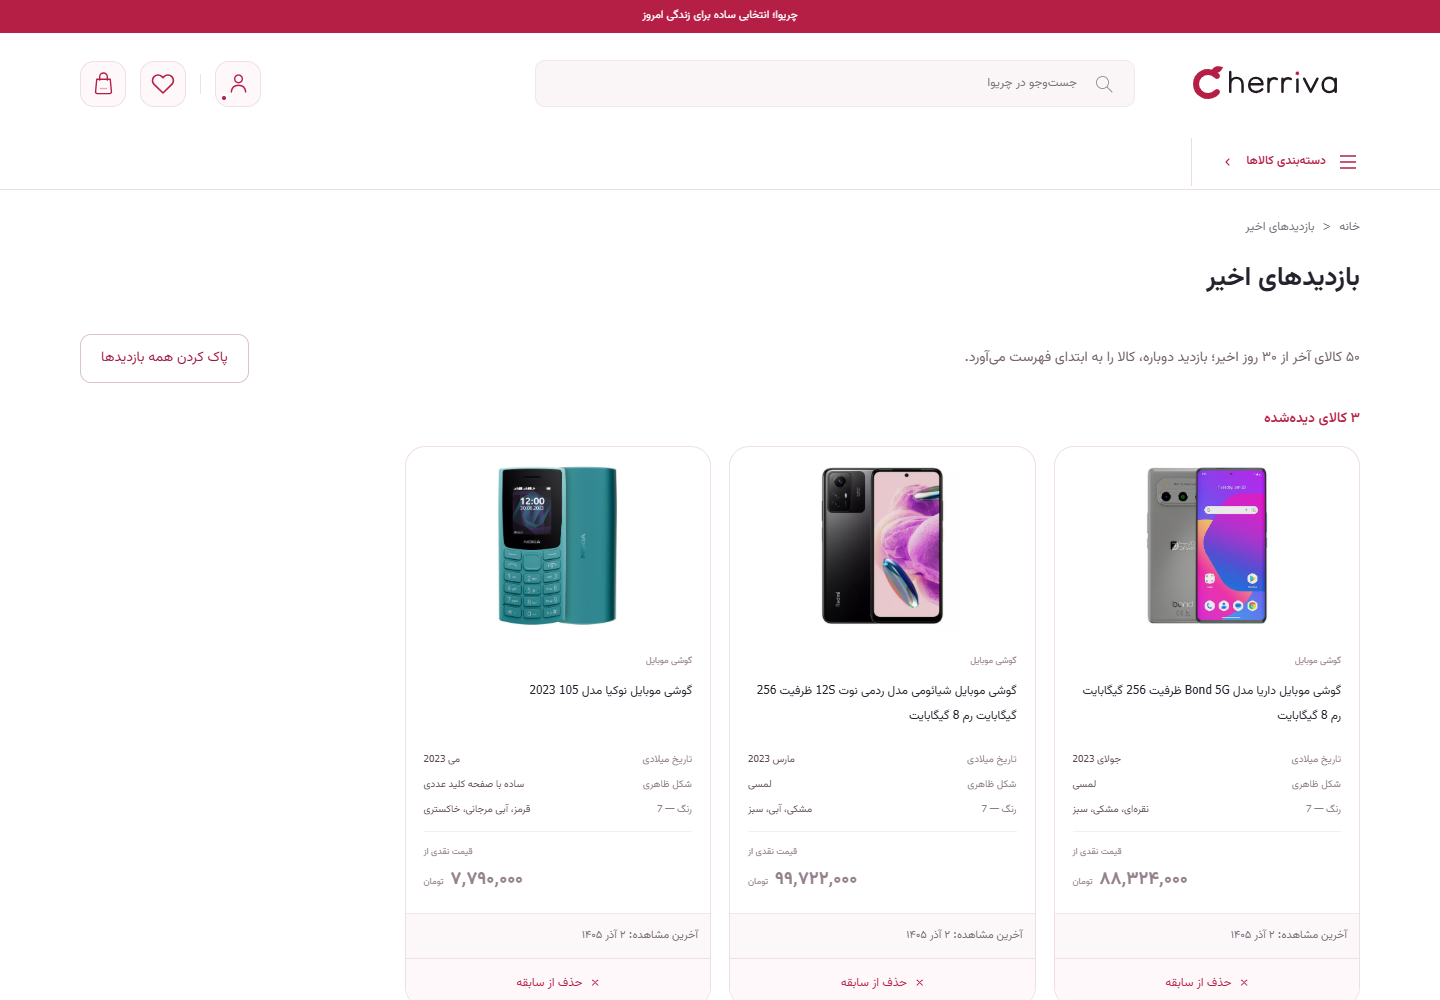 چریوا؛ انتخابی ساده برای زندگی امروز
Cherriva
جست‌وجو در چریوا
دسته‌بندی کالاها
خانه > بازدیدهای اخیر
بازدیدهای اخیر
۵۰ کالای آخر از ۳۰ روز اخیر؛ بازدید دوباره، کالا را به ابتدای فهرست می‌آورد.
پاک کردن همه بازدیدها
۳ کالای دیده‌شده
گوشی موبایل
گوشی موبایل داریا مدل Bond 5G ظرفیت 256 گیگابایت
رم 8 گیگابایت
تاریخ میلادی جولای 2023
شکل ظاهری لمسی
رنگ — 7 نقره‌ای، مشکی، سبز
قیمت نقدی از
۸۸,۳۲۴,۰۰۰ تومان
آخرین مشاهده: ۲ آذر ۱۴۰۵
× حذف از سابقه
Redmi
گوشی موبایل
گوشی موبایل شیائومی مدل ردمی نوت 12S ظرفیت 256
گیگابایت رم 8 گیگابایت
تاریخ میلادی مارس 2023
شکل ظاهری لمسی
رنگ — 7 مشکی، آبی، سبز
قیمت نقدی از
۹۹,۷۲۲,۰۰۰ تومان
آخرین مشاهده: ۲ آذر ۱۴۰۵
× حذف از سابقه
12:00
NOKIA
گوشی موبایل
گوشی موبایل نوکیا مدل 105 2023
تاریخ میلادی می 2023
شکل ظاهری ساده با صفحه کلید عددی
رنگ — 7 قرمز، آبی مرجانی، خاکستری
قیمت نقدی از
۷,۷۹۰,۰۰۰ تومان
آخرین مشاهده: ۲ آذر ۱۴۰۵
× حذف از سابقه